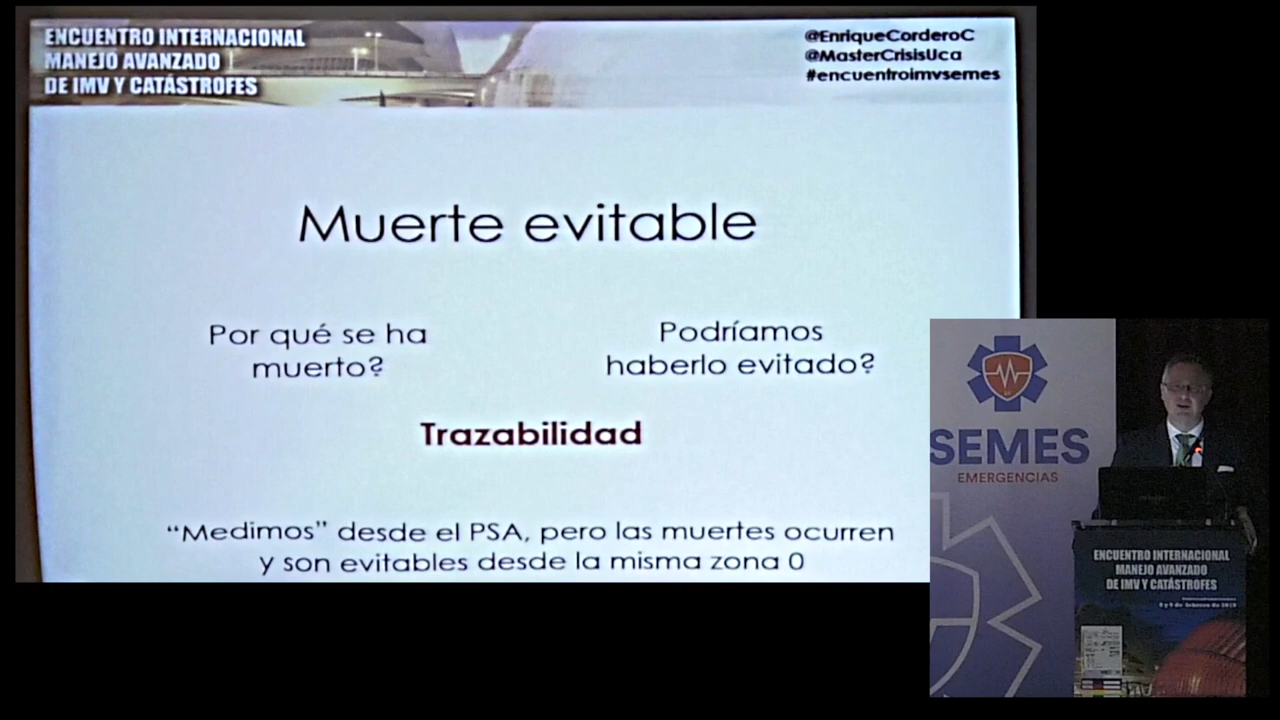 ENCUENTRO INTERNACIONAL
MANEJO AVANZADO
DE IMV Y CATÁSTROFES
@EnriqueCorderoC
@MasterCrisisUca
#encuentroimvsemes
Muerte evitable
Por qué se ha
muerto?
Podríamos
haberlo evitado?
Trazabilidad
“Medimos” desde el PSA, pero las muertes ocurren
y son evitables desde la misma zona 0
SEMES
EMERGENCIAS
ENCUENTRO INTERNACIONAL
MANEJO AVANZADO
DE IMV Y CATÁSTROFES